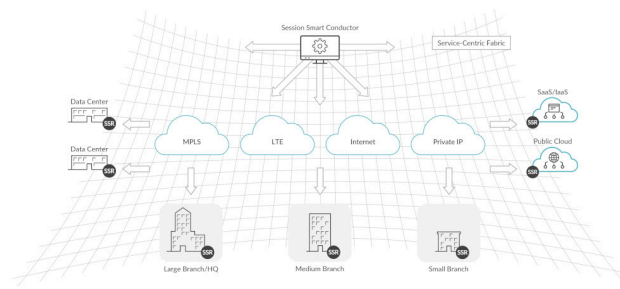 Session Smart Conductor
Service-Centric Fabric
Data Center
SSR
SaaS/IaaS
SSR
MPLS
LTE
Internet
Private IP
Data Center
SSR
Public Cloud
SSR
SSR
SSR
SSR
Large Branch/HQ
Medium Branch
Small Branch